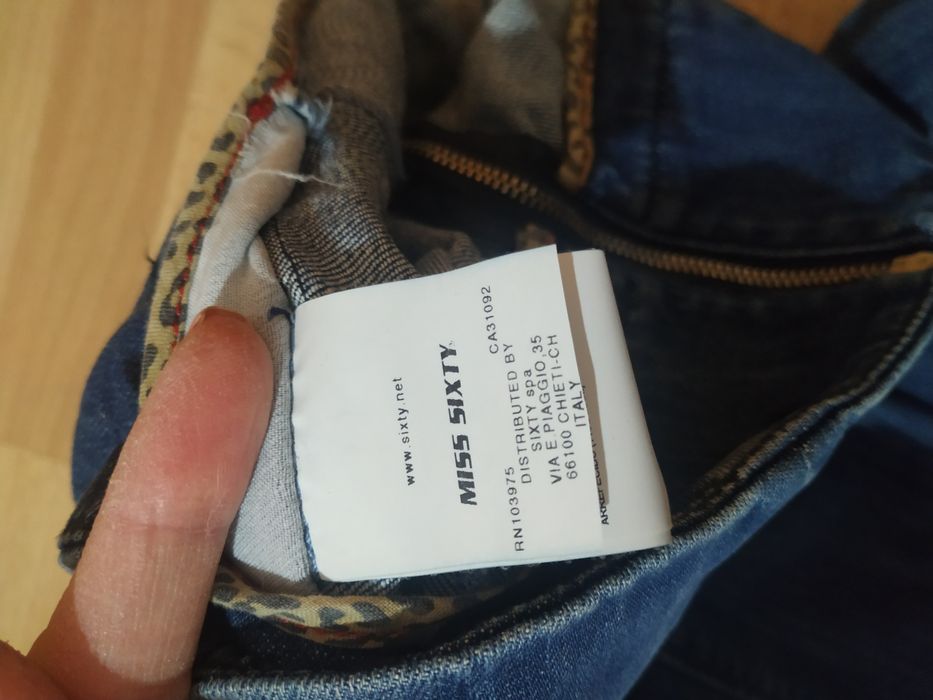 www.sixty.net
MISS SIXTY
RN103975 CA31092
DISTRIBUTED BY
SIXTY spa
VIA E.PIAGGIO,35
66100 CHIETI-CH
ITALY